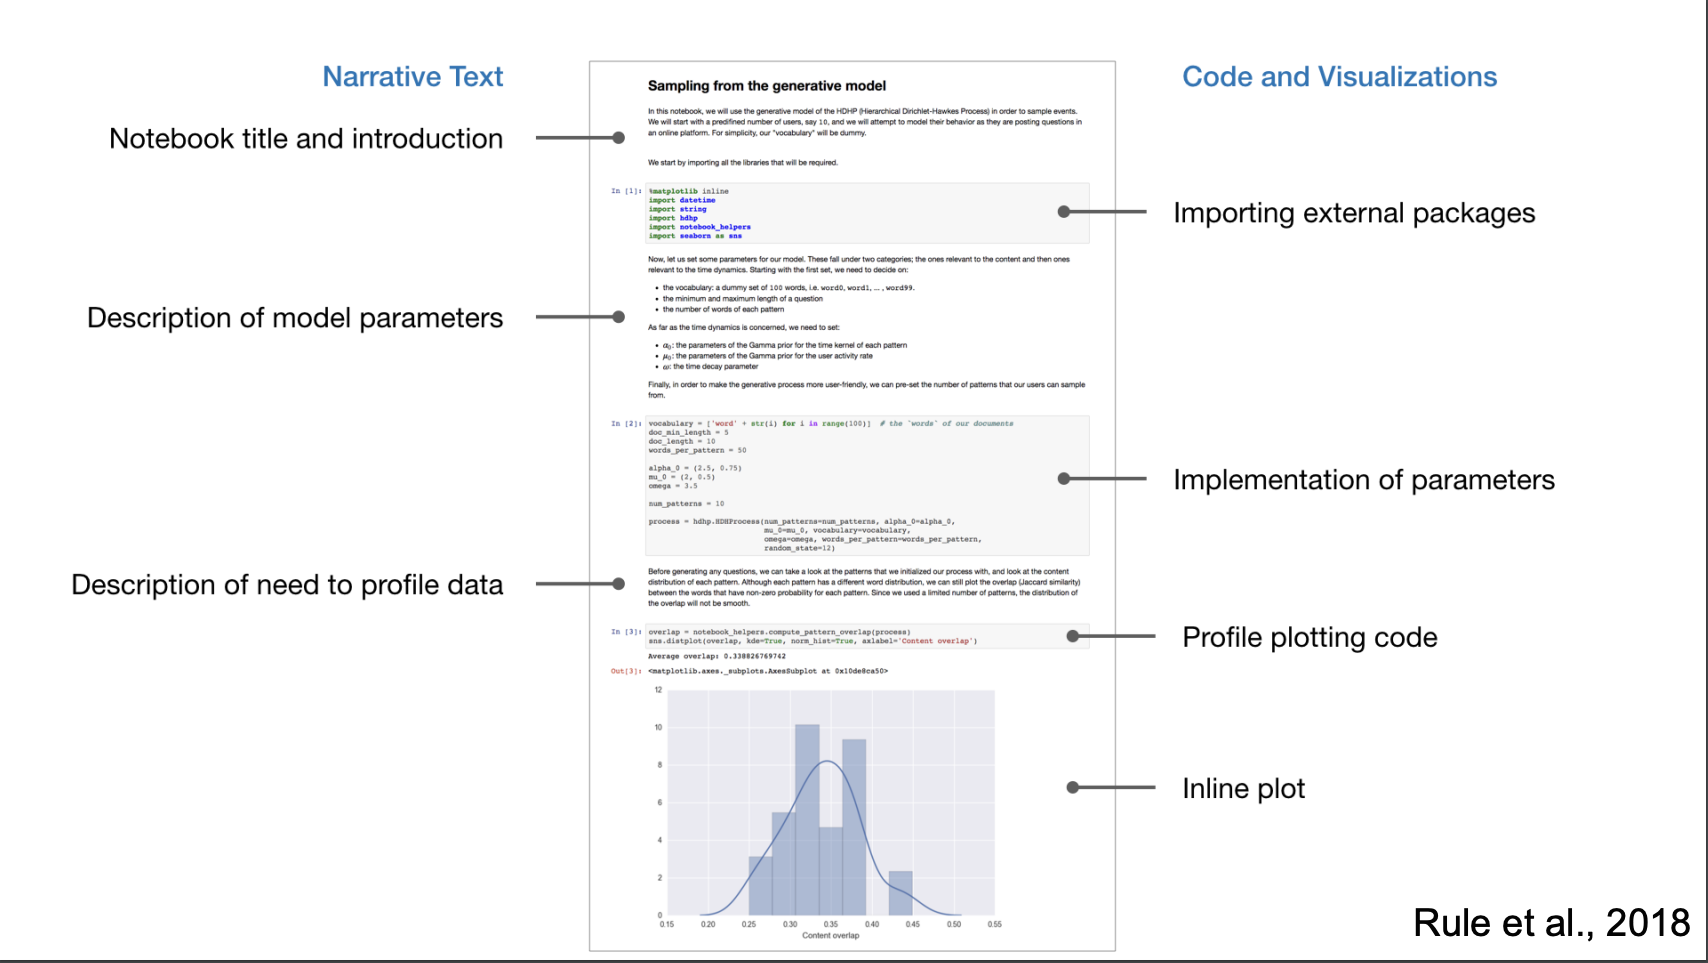 Narrative Text
Code and Visualizations
Notebook title and introduction
Description of model parameters
Description of need to profile data
Importing external packages
Implementation of parameters
Profile plotting code
Inline plot
Sampling from the generative model
In this notebook, we will use the generative model of the HDHP (Hierarchical Dirichlet-Hawkes Process) in order to sample events.
We will start with a predifined number of users, say 10, and we will attempt to model their behavior as they are posting questions in
an online platform. For simplicity, our "vocabulary" will be dummy.
We start by importing all the libraries that will be required.
In [1]: %matplotlib inline
import datetime
import string
import hdhp
import notebook_helpers
import seaborn as sns
Now, let us set some parameters for our model. These fall under two categories; the ones relevant to the content and then ones
relevant to the time dynamics. Starting with the first set, we need to decide on:
• the vocabulary: a dummy set of 100 words, i.e. word0, word1, ... , word99.
• the minimum and maximum length of a question
• the number of words of each pattern
As far as the time dynamics is concerned, we need to set:
• α₀: the parameters of the Gamma prior for the time kernel of each pattern
• μ₀: the parameters of the Gamma prior for the user activity rate
• ω: the time decay parameter
Finally, in order to make the generative process more user-friendly, we can pre-set the number of patterns that our users can sample
from.
In [2]: vocabulary = ['word' + str(i) for i in range(100)]  # the 'words' of our documents
doc_min_length = 5
doc_length = 10
words_per_pattern = 50
alpha_0 = (2.5, 0.75)
mu_0 = (2, 0.5)
omega = 3.5
num_patterns = 10
process = hdhp.HDHProcess(num_patterns=num_patterns, alpha_0=alpha_0,
mu_0=mu_0, vocabulary=vocabulary,
omega=omega, words_per_pattern=words_per_pattern,
random_state=12)
Before generating any questions, we can take a look at the patterns that we initialized our process with, and look at the content
distribution of each pattern. Although each pattern has a different word distribution, we can still plot the overlap (Jaccard similarity)
between the words that have non-zero probability for each pattern. Since we used a limited number of patterns, the distribution of
the overlap will not be smooth.
In [3]: overlap = notebook_helpers.compute_pattern_overlap(process)
sns.distplot(overlap, kde=True, norm_hist=True, axlabel='Content overlap')
Average overlap: 0.338826769742
Out[3]: <matplotlib.axes._subplots.AxesSubplot at 0x10de8ca50>
12
10
8
6
4
2
0
0.15 0.20 0.25 0.30 0.35 0.40 0.45 0.50 0.55
Content overlap
Rule et al., 2018